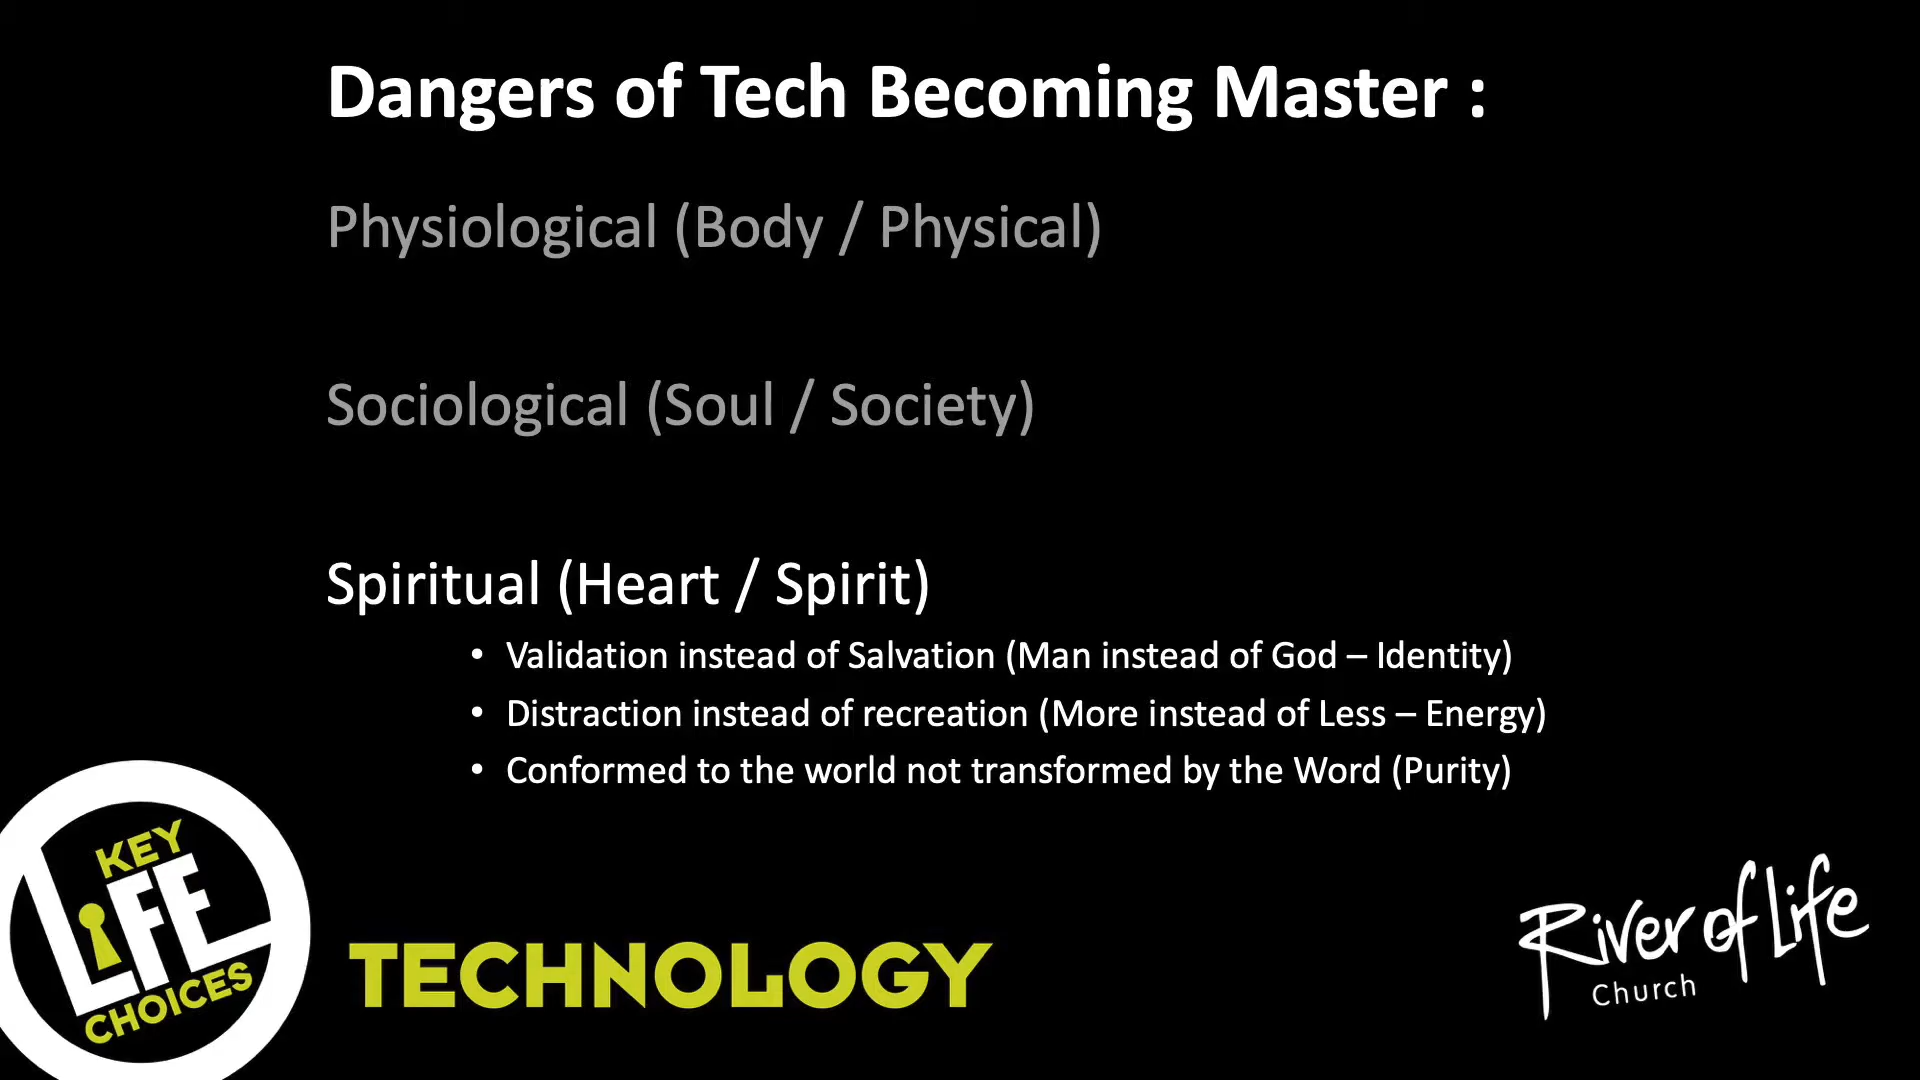 Dangers of Tech Becoming Master :
Physiological (Body / Physical)
Sociological (Soul / Society)
Spiritual (Heart / Spirit)
• Validation instead of Salvation (Man instead of God – Identity)
• Distraction instead of recreation (More instead of Less – Energy)
• Conformed to the world not transformed by the Word (Purity)
KEY
LiFE
CHOICES
TECHNOLOGY
River of Life
Church